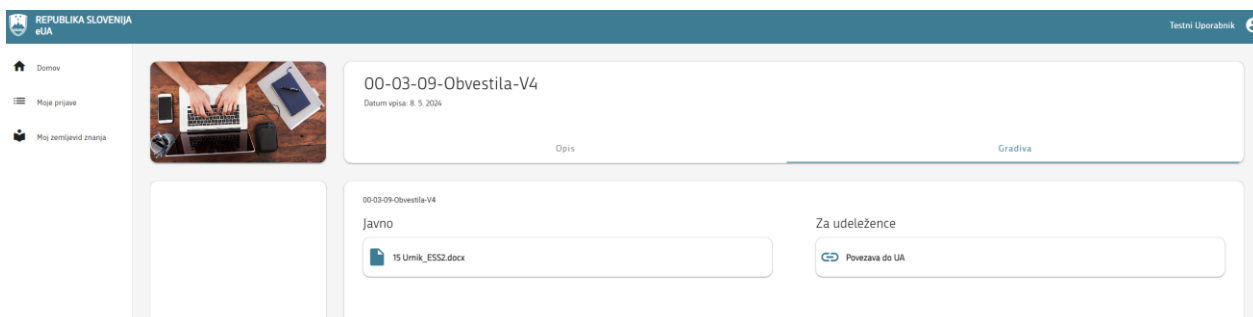 REPUBLIKA SLOVENIJA
eUA
Testni Uporabnik
Domov
Moje prijave
Moj zemljevid znanja
00-03-09-Obvestila-V4
Datum vpisa: 8. 5. 2024
Opis
Gradiva
00-03-09-Obvestila-V4
Javno
Za udeležence
15 Urnik_ESS2.docx
Povezava do UA